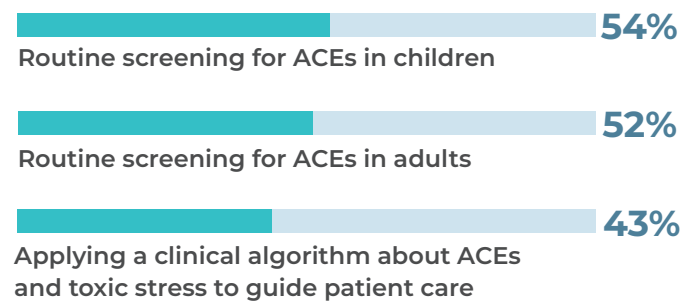 54%
Routine screening for ACEs in children
52%
Routine screening for ACEs in adults
43%
Applying a clinical algorithm about ACEs
and toxic stress to guide patient care